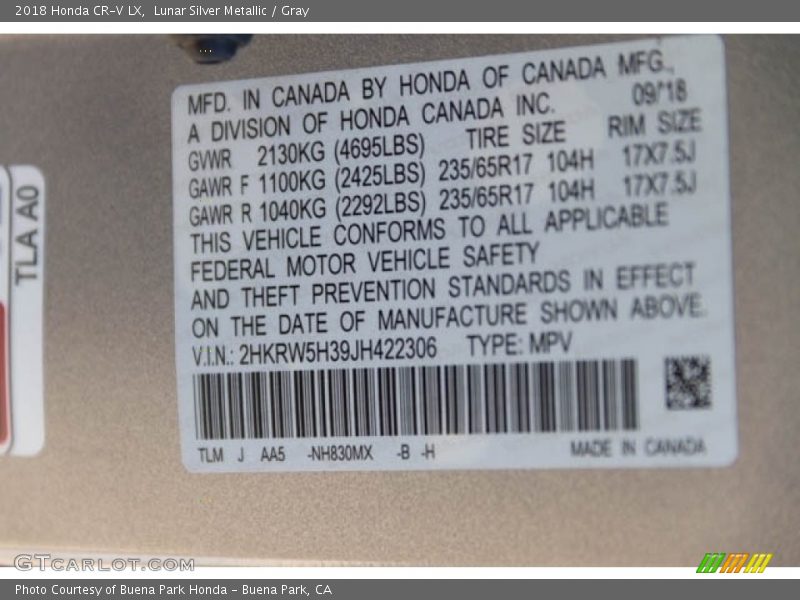 2018 Honda CR-V LX, Lunar Silver Metallic / Gray
MFD. IN CANADA BY HONDA OF CANADA MFG.,
A DIVISION OF HONDA CANADA INC. 09/18
GVWR 2130KG (4695LBS) TIRE SIZE RIM SIZE
GAWR F 1100KG (2425LBS) 235/65R17 104H 17X7.5J
GAWR R 1040KG (2292LBS) 235/65R17 104H 17X7.5J
THIS VEHICLE CONFORMS TO ALL APPLICABLE
FEDERAL MOTOR VEHICLE SAFETY
AND THEFT PREVENTION STANDARDS IN EFFECT
ON THE DATE OF MANUFACTURE SHOWN ABOVE.
V.I.N.: 2HKRW5H39JH422306 TYPE: MPV
TLM J AA5 -NH830MX -B -H MADE IN CANADA
TLA A0
GTCARLOT.COM
Photo Courtesy of Buena Park Honda - Buena Park, CA